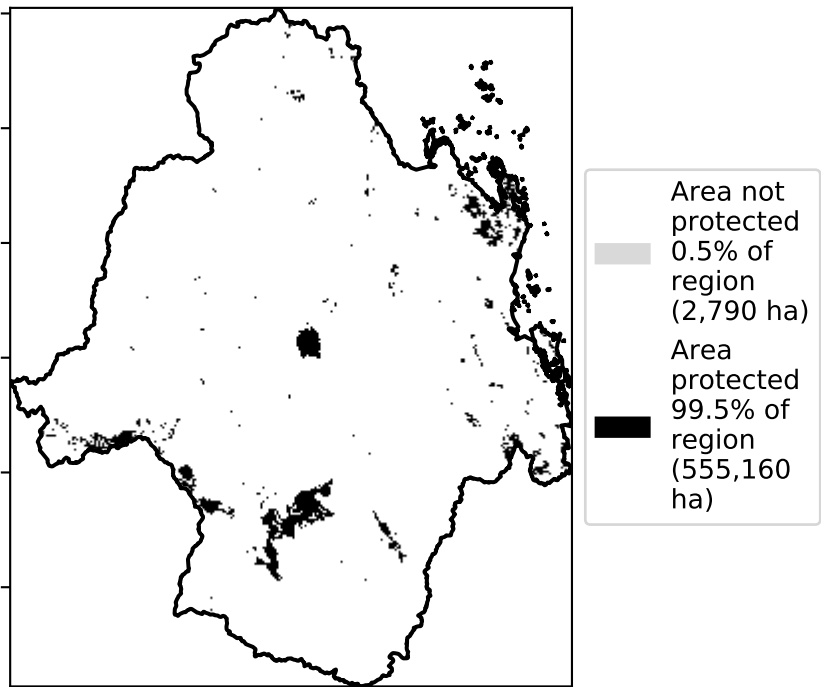 Area not
protected
0.5% of
region
(2,790 ha)
Area
protected
99.5% of
region
(555,160
ha)